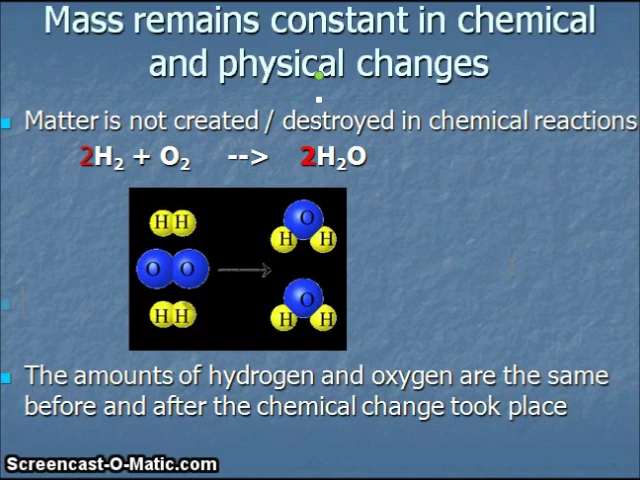 Mass remains constant in chemical
and physical changes
Matter is not created / destroyed in chemical reactions
2H₂ + O₂ --> 2H₂O
H H
O O
H H
O
H H
O
H H
The amounts of hydrogen and oxygen are the same
before and after the chemical change took place
Screencast-O-Matic.com